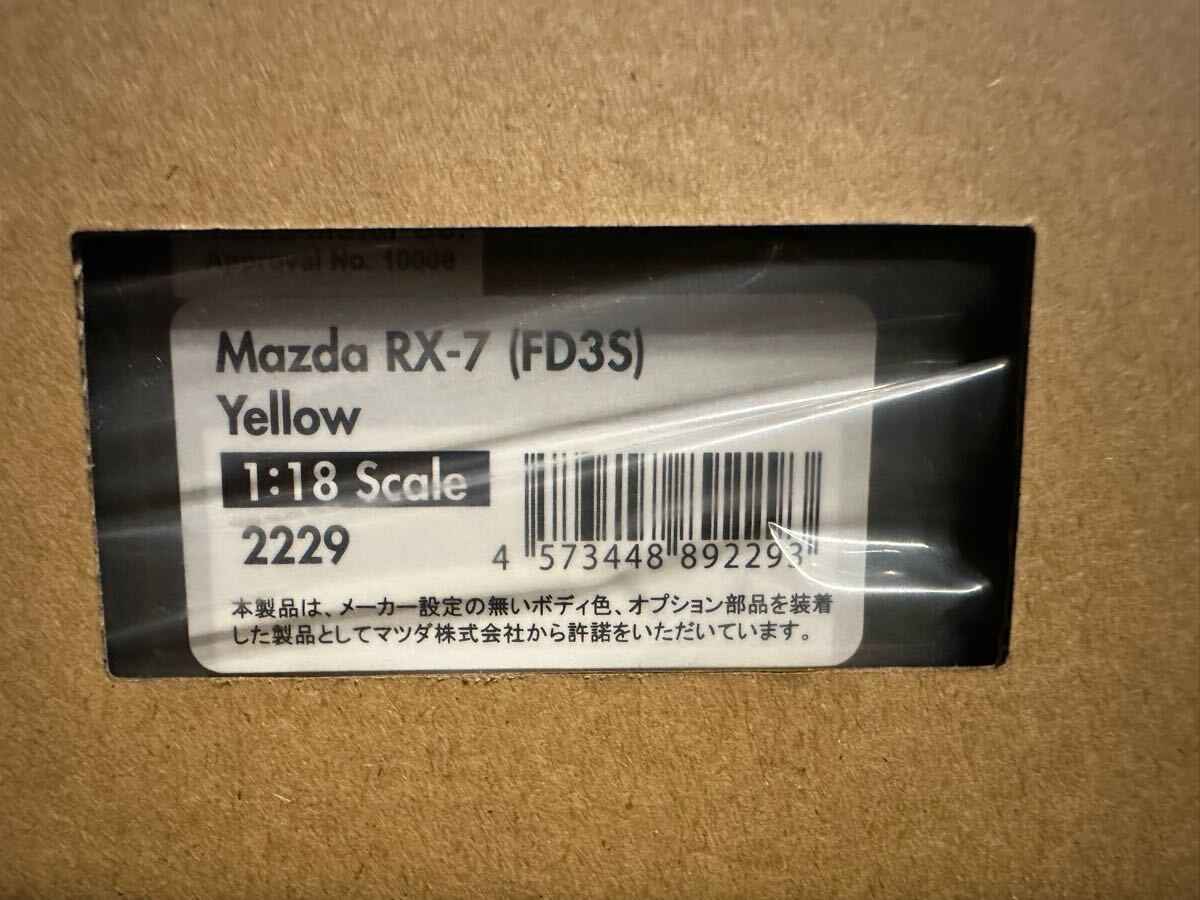 Approval No. 10008
Mazda RX-7 (FD3S)
Yellow
1:18 Scale
2229
4 573448 892293
本製品は、メーカー設定の無いボディ色、オプション部品を装着
した製品としてマツダ株式会社から許諾をいただいています。